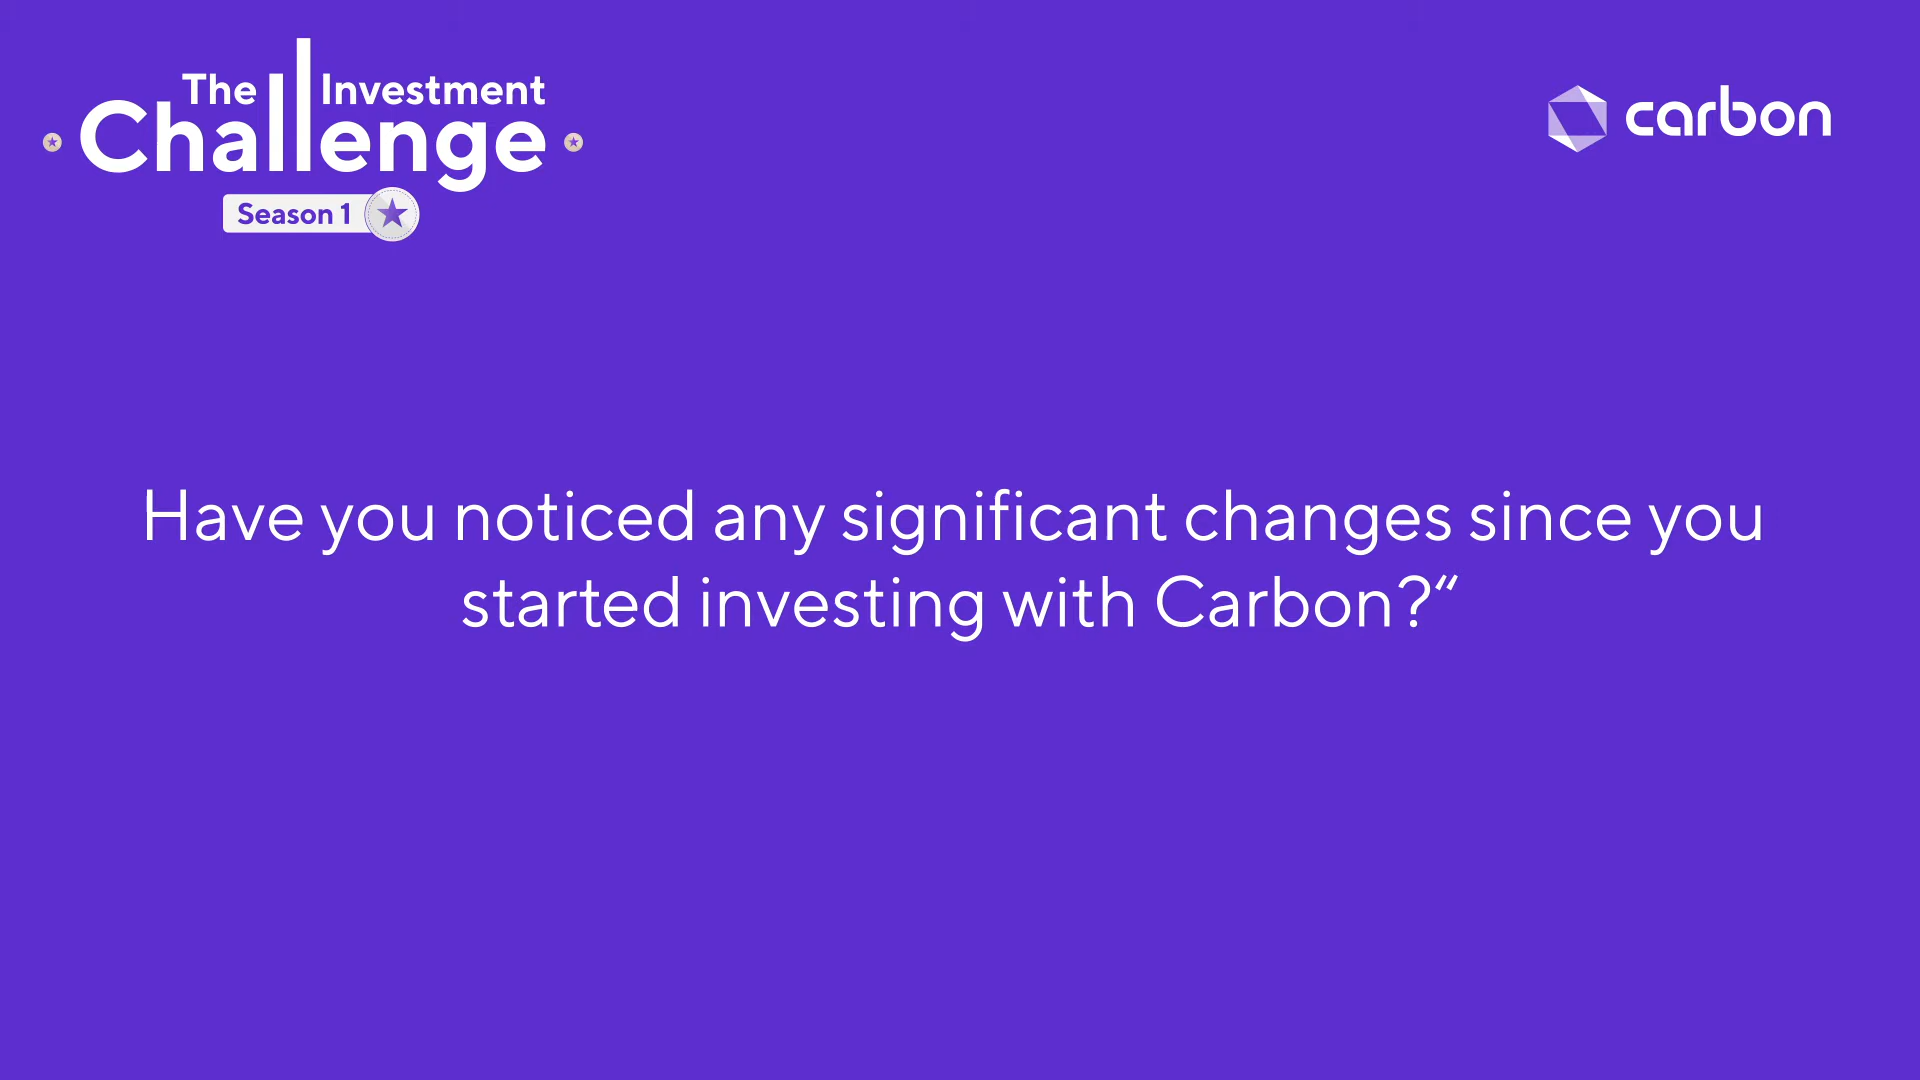 The Investment
Challenge
Season 1
carbon
Have you noticed any significant changes since you
started investing with Carbon?“